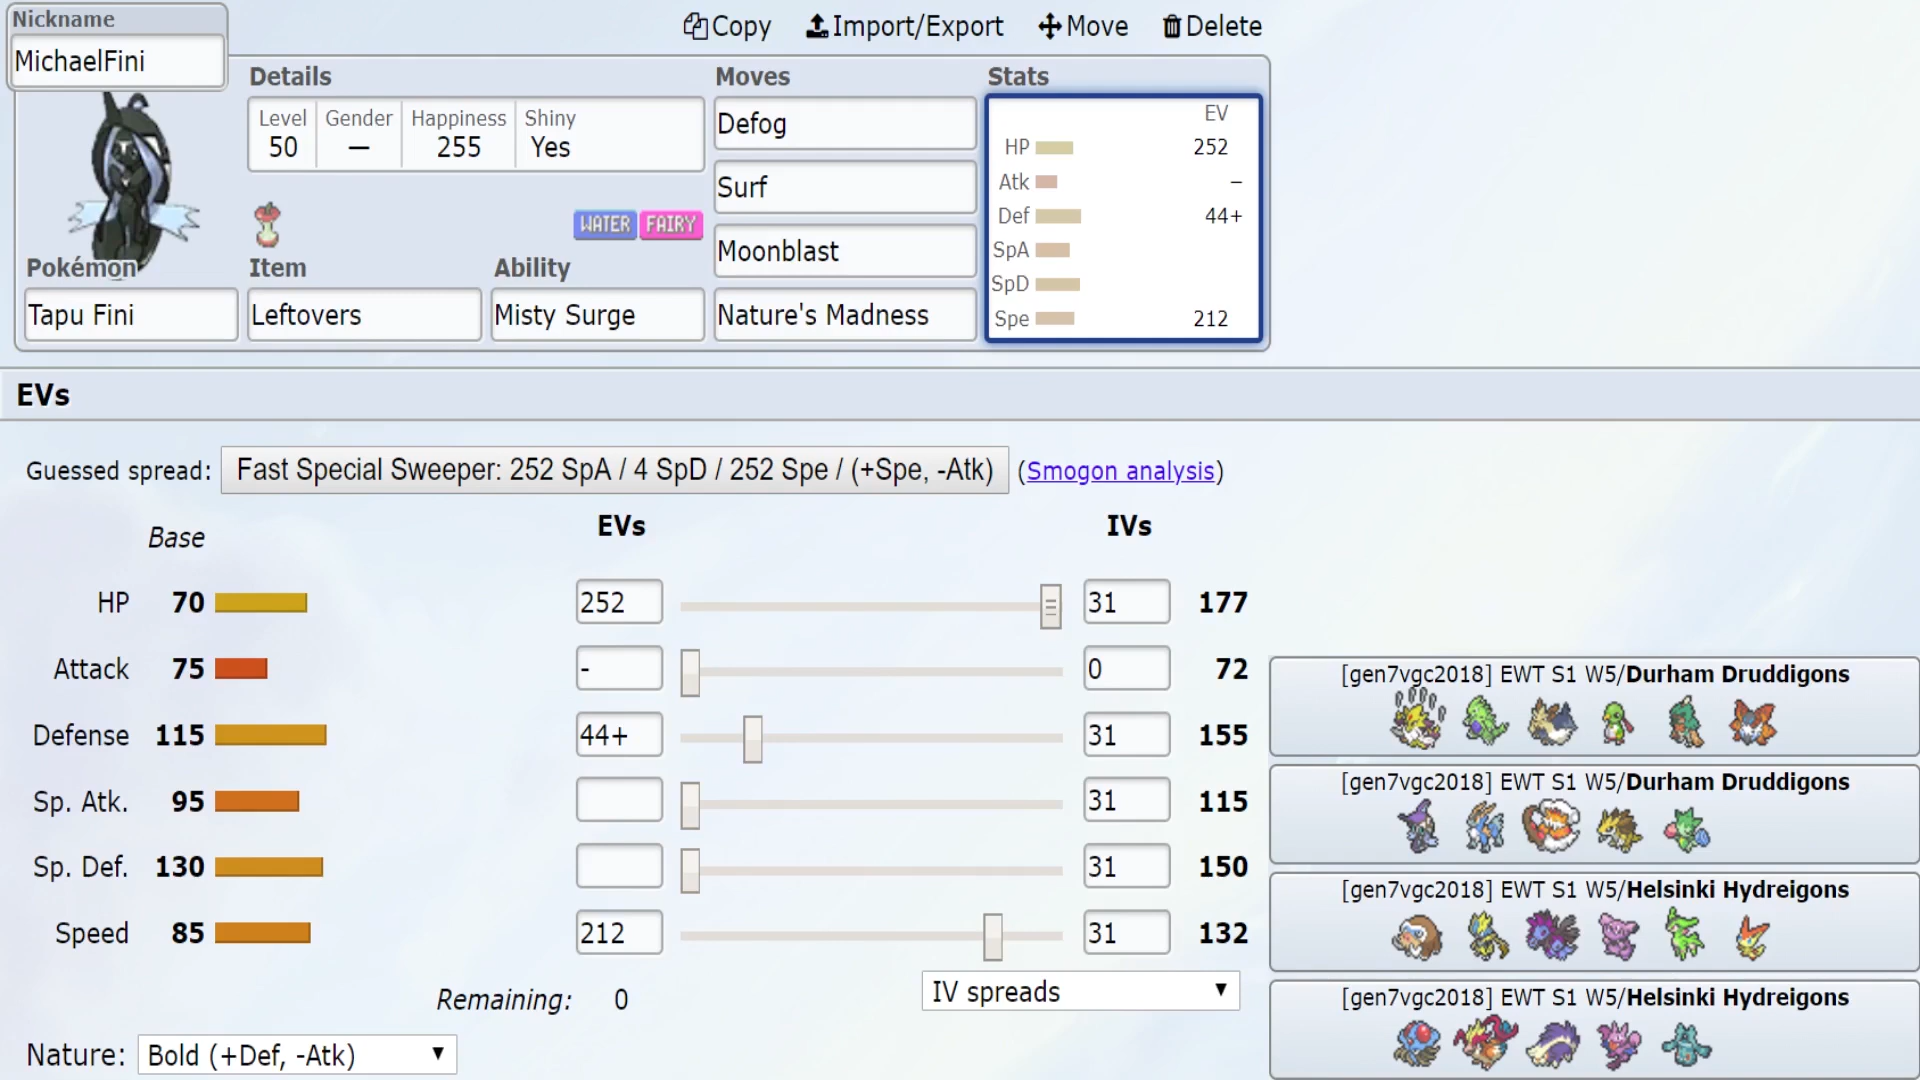 Nickname
MichaelFini
Copy Import/Export Move Delete
Details
Level Gender Happiness Shiny
50 — 255 Yes
WATER FAIRY
Pokémon Item Ability
Tapu Fini Leftovers Misty Surge
Moves
Defog
Surf
Moonblast
Nature's Madness
Stats
EV
HP 252
Atk –
Def 44+
SpA
SpD
Spe 212
EVs
Guessed spread: Fast Special Sweeper: 252 SpA / 4 SpD / 252 Spe / (+Spe, -Atk) (Smogon analysis)
Base EVs IVs
HP 70 252 31 177
Attack 75 - 0 72
Defense 115 44+ 31 155
Sp. Atk. 95 31 115
Sp. Def. 130 31 150
Speed 85 212 31 132
Remaining: 0 IV spreads
Nature: Bold (+Def, -Atk)
[gen7vgc2018] EWT S1 W5/Durham Druddigons
[gen7vgc2018] EWT S1 W5/Durham Druddigons
[gen7vgc2018] EWT S1 W5/Helsinki Hydreigons
[gen7vgc2018] EWT S1 W5/Helsinki Hydreigons